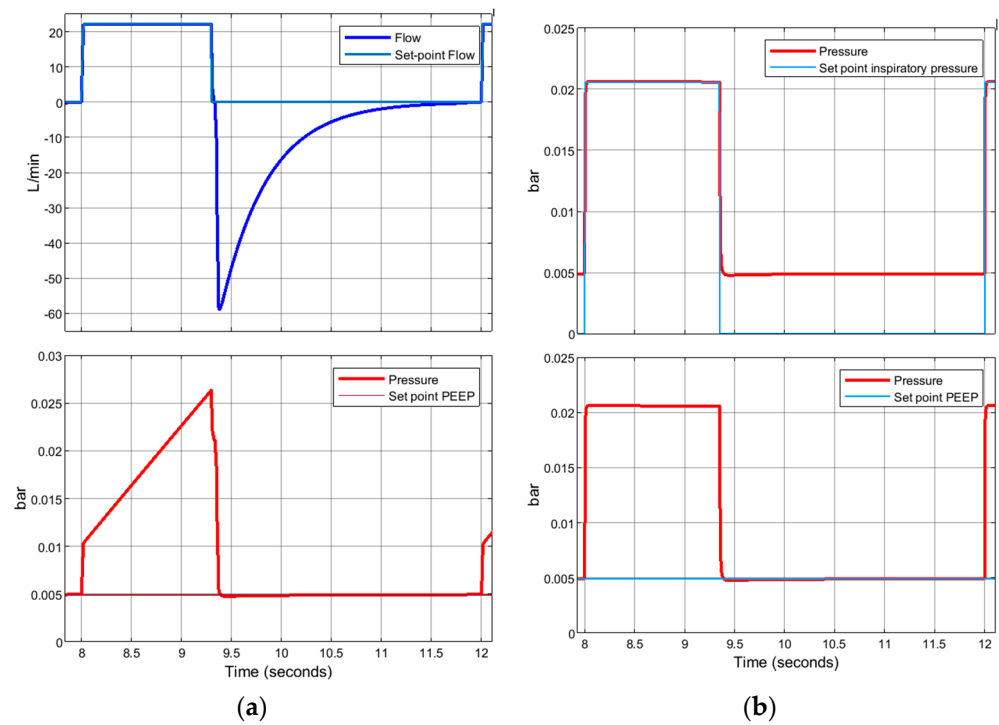 20
10
0
-10
-20
-30
-40
-50
-60
L/min
Flow
Set-point Flow
0.03
0.025
0.02
0.015
0.01
0.005
0
bar
Pressure
Set point PEEP
8 8.5 9 9.5 10 10.5 11 11.5 12
Time (seconds)
(a)
0.025
0.02
0.015
0.01
0.005
0
bar
Pressure
Set point inspiratory pressure
0.025
0.02
0.015
0.01
0.005
0
bar
Pressure
Set point PEEP
8 8.5 9 9.5 10 10.5 11 11.5 12
Time (seconds)
(b)